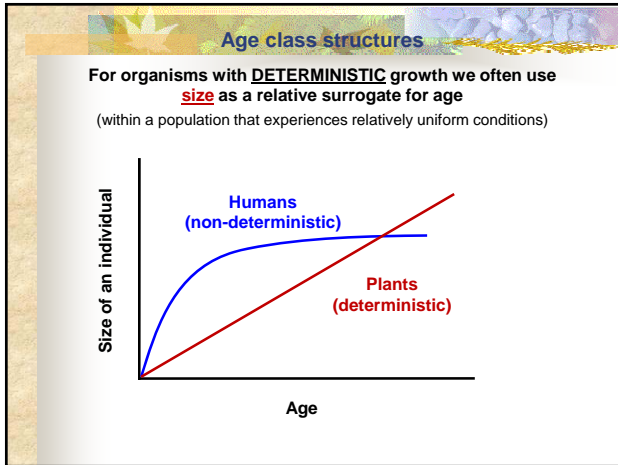 Age class structures
For organisms with DETERMINISTIC growth we often use
size as a relative surrogate for age
(within a population that experiences relatively uniform conditions)
Size of an individual
Humans
(non-deterministic)
Plants
(deterministic)
Age